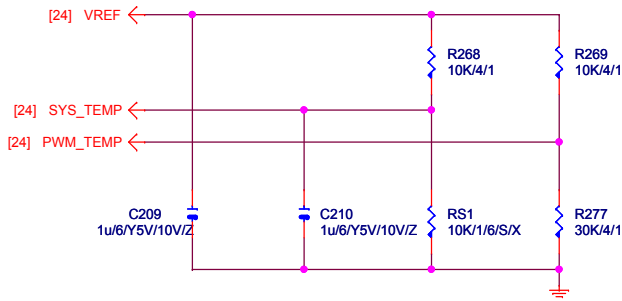 [24] VREF
R268
10K/4/1
R269
10K/4/1
[24] SYS_TEMP
[24] PWM_TEMP
C209
1u/6/Y5V/10V/Z
C210
1u/6/Y5V/10V/Z
RS1
10K/1/6/S/X
R277
30K/4/1